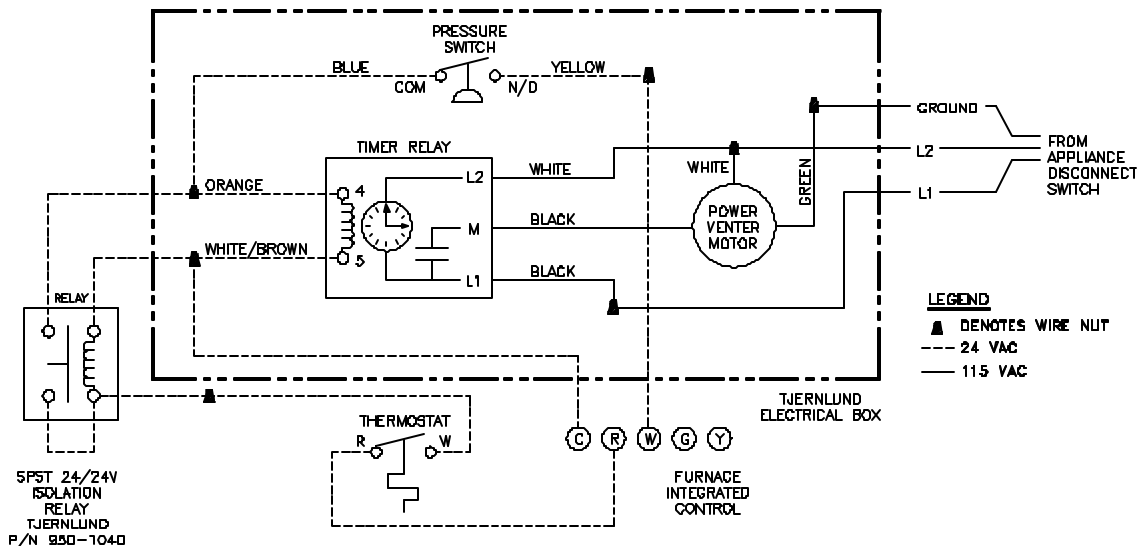 PRESSURE
SWITCH
BLUE
YELLOW
COM
N/O
GROUND
TIMER RELAY
L2
WHITE
WHITE
GREEN
L2
FROM
APPLIANCE
DISCONNECT
SWITCH
ORANGE
4
L1
M
BLACK
POWER
VENTER
MOTOR
WHITE/BROWN
5
L1
BLACK
RELAY
LEGEND
DENOTES WIRE NUT
24 VAC
115 VAC
TJERNLUND
ELECTRICAL BOX
THERMOSTAT
R
W
C
R
W
G
Y
SPST 24/24V
ISOLATION
RELAY
TJERNLUND
P/N 950-1040
FURNACE
INTEGRATED
CONTROL